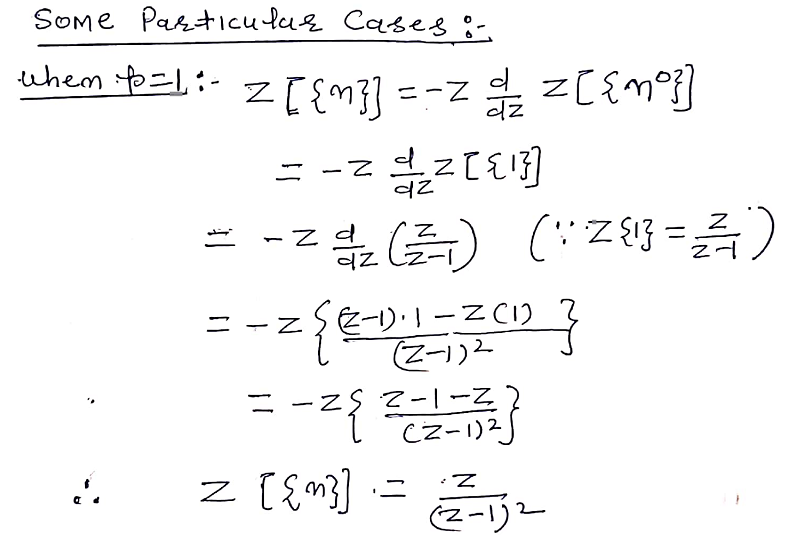 Some Particular Cases :-
When p=1 :- Z[{n}] = -z d/dz Z[{n⁰}]
= -z d/dz Z[{1}]
= -z d/dz (z/(z-1)) (∵ Z{1} = z/(z-1))
= -z { ((z-1)·1 - z(1)) / (z-1)² }
= -z { (z-1-z) / (z-1)² }
∴ Z[{n}] = z/(z-1)²